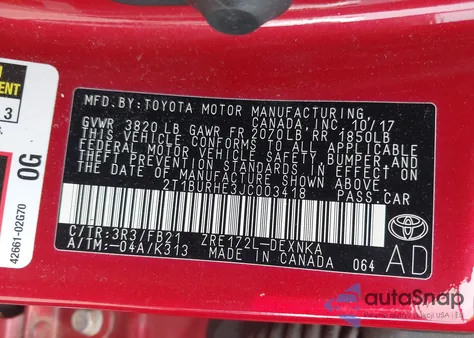 MFD. BY: TOYOTA MOTOR MANUFACTURING
CANADA INC. 10/17
GVWR 3820 LB GAWR FR 2070LB RR 1850LB
THIS VEHICLE CONFORMS TO ALL APPLICABLE
FEDERAL MOTOR VEHICLE SAFETY, BUMPER, AND
THEFT PREVENTION STANDARDS IN EFFECT ON
THE DATE OF MANUFACTURE SHOWN ABOVE.
2T1BURHE3JC003418 PASS.CAR
C/TR: 3R3/FB21 ZRE172L-DEXNKA
A/TM: -04A/K313 MADE IN CANADA 064
AD
TOYOTA
3
0G
42661-02G70
autoSnap